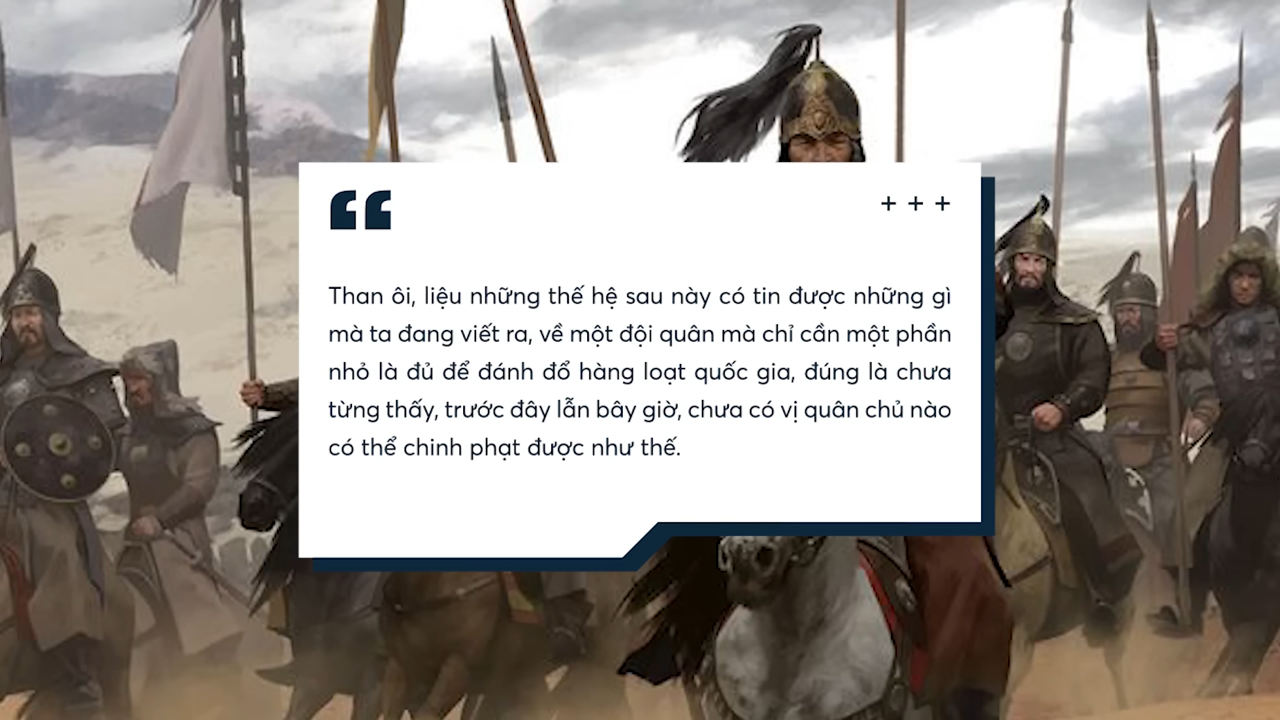 “
+ + +
Than ôi, liệu những thế hệ sau này có tin được những gì
mà ta đang viết ra, về một đội quân mà chỉ cần một phần
nhỏ là đủ để đánh đổ hàng loạt quốc gia, đúng là chưa
từng thấy, trước đây lẫn bây giờ, chưa có vị quân chủ nào
có thể chinh phạt được như thế.